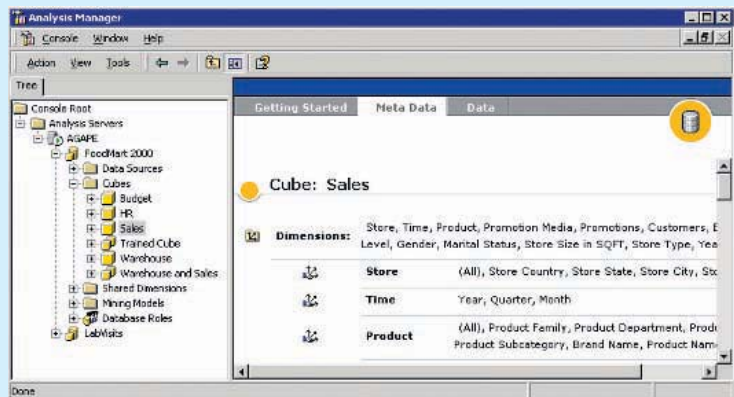 Analysis Manager
Console Window Help
Action View Tools
Tree
Console Root
Analysis Servers
AGAPE
FoodMart 2000
Data Sources
Cubes
Budget
HR
Sales
Trained Cube
Warehouse
Warehouse and Sales
Shared Dimensions
Mining Models
Database Roles
LabVisits
Getting Started Meta Data Data
Cube: Sales
Dimensions: Store, Time, Product, Promotion Media, Promotions, Customers,
Level, Gender, Marital Status, Store Size in SQFT, Store Type,
Store (All), Store Country, Store State, Store City,
Time Year, Quarter, Month
Product (All), Product Family, Product Department,
Product Subcategory, Brand Name, Product
Done